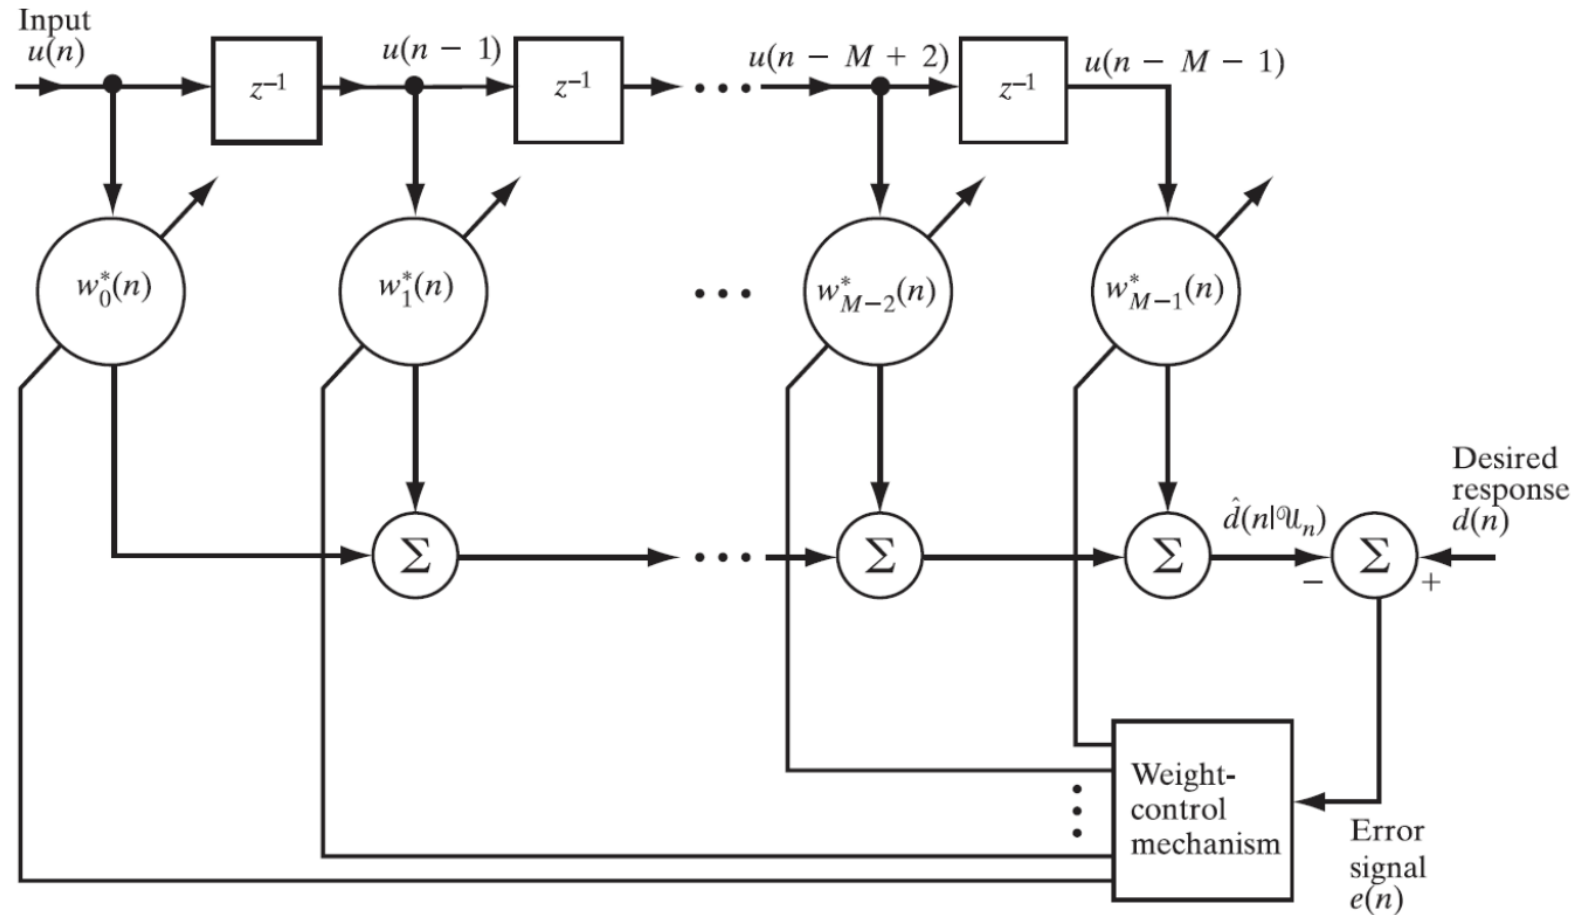 Input
u(n)
z⁻¹
u(n − 1)
z⁻¹
• • •
u(n − M + 2)
z⁻¹
u(n − M − 1)
w₀*(n)
w₁*(n)
• • •
w*_{M−2}(n)
w*_{M−1}(n)
Desired
response
d(n)
Σ
• • •
Σ
Σ
d̂(n|𝒰ₙ)
−
Σ
+
Weight-
control
mechanism
Error
signal
e(n)